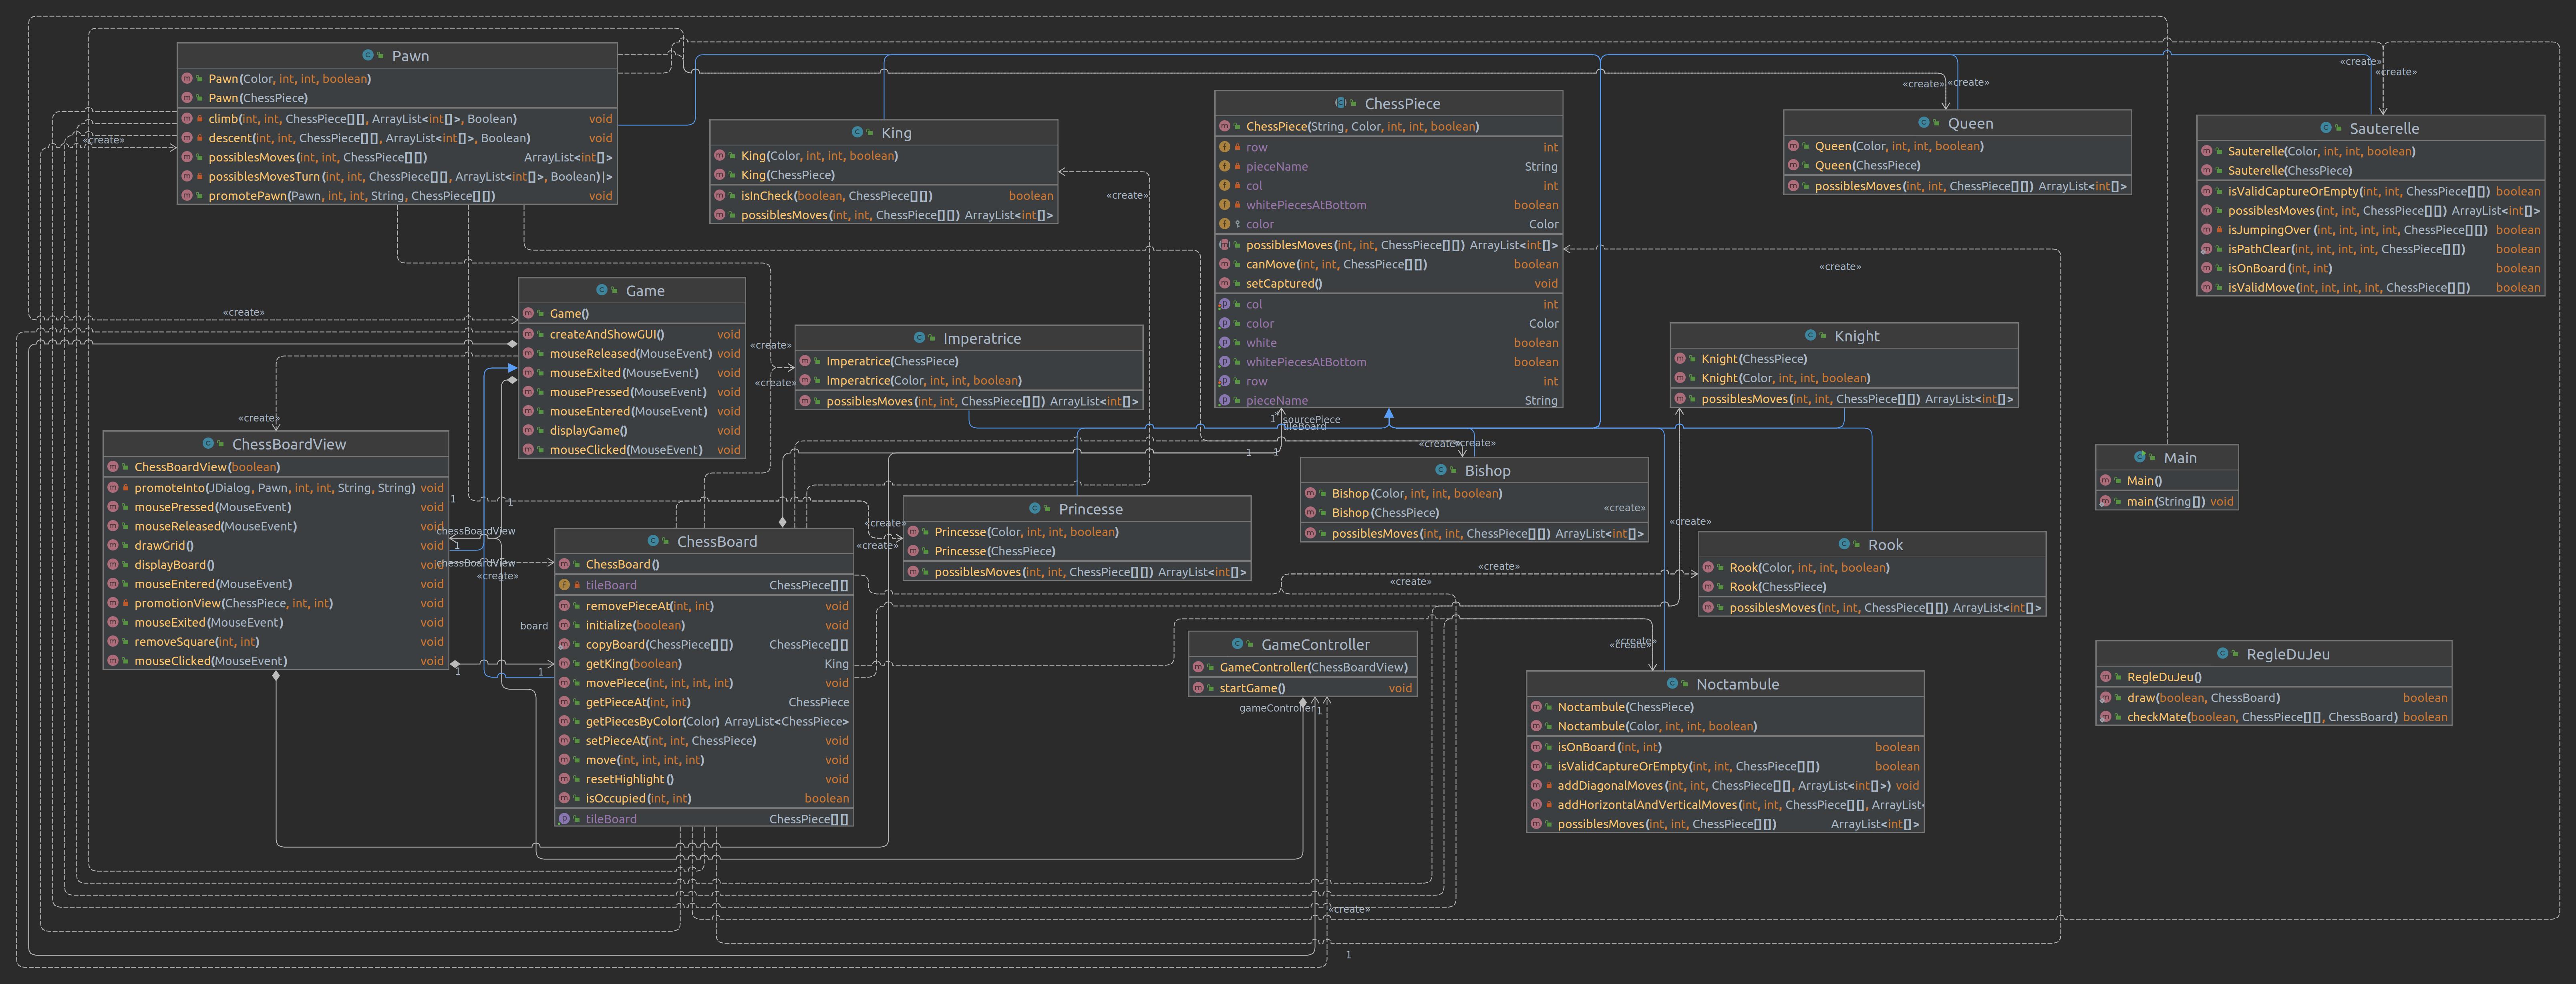 Pawn
Pawn(Color, int, int, boolean)
Pawn(ChessPiece)
climb(int, int, ChessPiece[][], ArrayList<int[]>, Boolean) void
descent(int, int, ChessPiece[][], ArrayList<int[]>, Boolean) void
possiblesMoves(int, int, ChessPiece[][]) ArrayList<int[]>
possiblesMovesTurn(int, int, ChessPiece[][], ArrayList<int[]>, Boolean)|>
promotePawn(Pawn, int, int, String, ChessPiece[][]) void
«create»
King
King(Color, int, int, boolean)
King(ChessPiece)
isInCheck(boolean, ChessPiece[][]) boolean
possiblesMoves(int, int, ChessPiece[][]) ArrayList<int[]>
«create»
ChessPiece
ChessPiece(String, Color, int, int, boolean)
row int
pieceName String
col int
whitePiecesAtBottom boolean
color Color
possiblesMoves(int, int, ChessPiece[][]) ArrayList<int[]>
canMove(int, int, ChessPiece[][]) boolean
setCaptured() void
col int
color Color
white boolean
whitePiecesAtBottom boolean
row int
pieceName String
«create»
«create»
«create»
Queen
Queen(Color, int, int, boolean)
Queen(ChessPiece)
possiblesMoves(int, int, ChessPiece[][]) ArrayList<int[]>
«create»
«create»
Sauterelle
Sauterelle(Color, int, int, boolean)
Sauterelle(ChessPiece)
isValidCaptureOrEmpty(int, int, ChessPiece[][]) boolean
possiblesMoves(int, int, ChessPiece[][]) ArrayList<int[]>
isJumpingOver(int, int, int, int, ChessPiece[][]) boolean
isPathClear(int, int, int, int, ChessPiece[][]) boolean
isOnBoard(int, int) boolean
isValidMove(int, int, int, int, ChessPiece[][]) boolean
«create»
Game
Game()
createAndShowGUI() void
mouseReleased(MouseEvent) void
mouseExited(MouseEvent) void
mousePressed(MouseEvent) void
mouseEntered(MouseEvent) void
displayGame() void
mouseClicked(MouseEvent) void
«create»
«create»
Imperatrice
Imperatrice(ChessPiece)
Imperatrice(Color, int, int, boolean)
possiblesMoves(int, int, ChessPiece[][]) ArrayList<int[]>
Knight
Knight(ChessPiece)
Knight(Color, int, int, boolean)
possiblesMoves(int, int, ChessPiece[][]) ArrayList<int[]>
«create»
ChessBoardView
ChessBoardView(boolean)
promoteInto(JDialog, Pawn, int, int, String, String) void
mousePressed(MouseEvent) void
mouseReleased(MouseEvent) void
drawGrid() void
displayBoard() void
mouseEntered(MouseEvent) void
promotionView(ChessPiece, int, int) void
mouseExited(MouseEvent) void
removeSquare(int, int) void
mouseClicked(MouseEvent) void
1
1
chessBoardView
1
chessBoardView
«create»
board
1
1
1
sourcePiece
tileBoard
1
1
«create»
«create»
Bishop
Bishop(Color, int, int, boolean)
Bishop(ChessPiece)
possiblesMoves(int, int, ChessPiece[][]) ArrayList<int[]>
«create»
«create»
Main
Main()
main(String[]) void
ChessBoard
ChessBoard()
tileBoard ChessPiece[][]
removePieceAt(int, int) void
initialize(boolean) void
copyBoard(ChessPiece[][]) ChessPiece[][]
getKing(boolean) King
movePiece(int, int, int, int) void
getPieceAt(int, int) ChessPiece
getPiecesByColor(Color) ArrayList<ChessPiece>
setPieceAt(int, int, ChessPiece) void
move(int, int, int, int) void
resetHighlight() void
isOccupied(int, int) boolean
tileBoard ChessPiece[][]
«create»
«create»
Princesse
Princesse(Color, int, int, boolean)
Princesse(ChessPiece)
possiblesMoves(int, int, ChessPiece[][]) ArrayList<int[]>
«create»
«create»
Rook
Rook(Color, int, int, boolean)
Rook(ChessPiece)
possiblesMoves(int, int, ChessPiece[][]) ArrayList<int[]>
GameController
GameController(ChessBoardView)
startGame() void
gameController
1
«create»
«create»
Noctambule
Noctambule(ChessPiece)
Noctambule(Color, int, int, boolean)
isOnBoard(int, int) boolean
isValidCaptureOrEmpty(int, int, ChessPiece[][]) boolean
addDiagonalMoves(int, int, ChessPiece[][], ArrayList<int[]>) void
addHorizontalAndVerticalMoves(int, int, ChessPiece[][], ArrayList<
possiblesMoves(int, int, ChessPiece[][]) ArrayList<int[]>
RegleDuJeu
RegleDuJeu()
draw(boolean, ChessBoard) boolean
checkMate(boolean, ChessPiece[][], ChessBoard) boolean
«create»
1